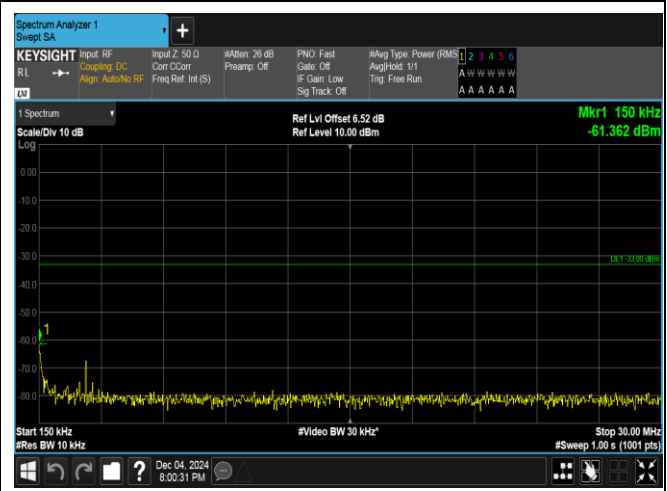 Spectrum Analyzer 1
Swept SA
KEYSIGHT
RL
LXI
Input: RF
Coupling: DC
Align: Auto/No RF
Input Z: 50 Ω
Corr CCorr
Freq Ref: Int (S)
#Atten: 26 dB
Preamp: Off
PNO: Fast
Gate: Off
IF Gain: Low
Sig Track: Off
#Avg Type: Power (RMS
Avg|Hold: 1/1
Trig: Free Run
1 2 3 4 5 6
A W W W W W
A A A A A A
1 Spectrum
Scale/Div 10 dB
Log
Ref Lvl Offset 6.52 dB
Ref Level 10.00 dBm
Mkr1 150 kHz
-61.362 dBm
0.00
-10.0
-20.0
-30.0
DL1 -33.00 dBm
-40.0
-50.0
1
-60.0
-70.0
-80.0
Start 150 kHz
#Video BW 30 kHz*
Stop 30.00 MHz
#Res BW 10 kHz
#Sweep 1.00 s (1001 pts)
Dec 04, 2024
8:00:31 PM